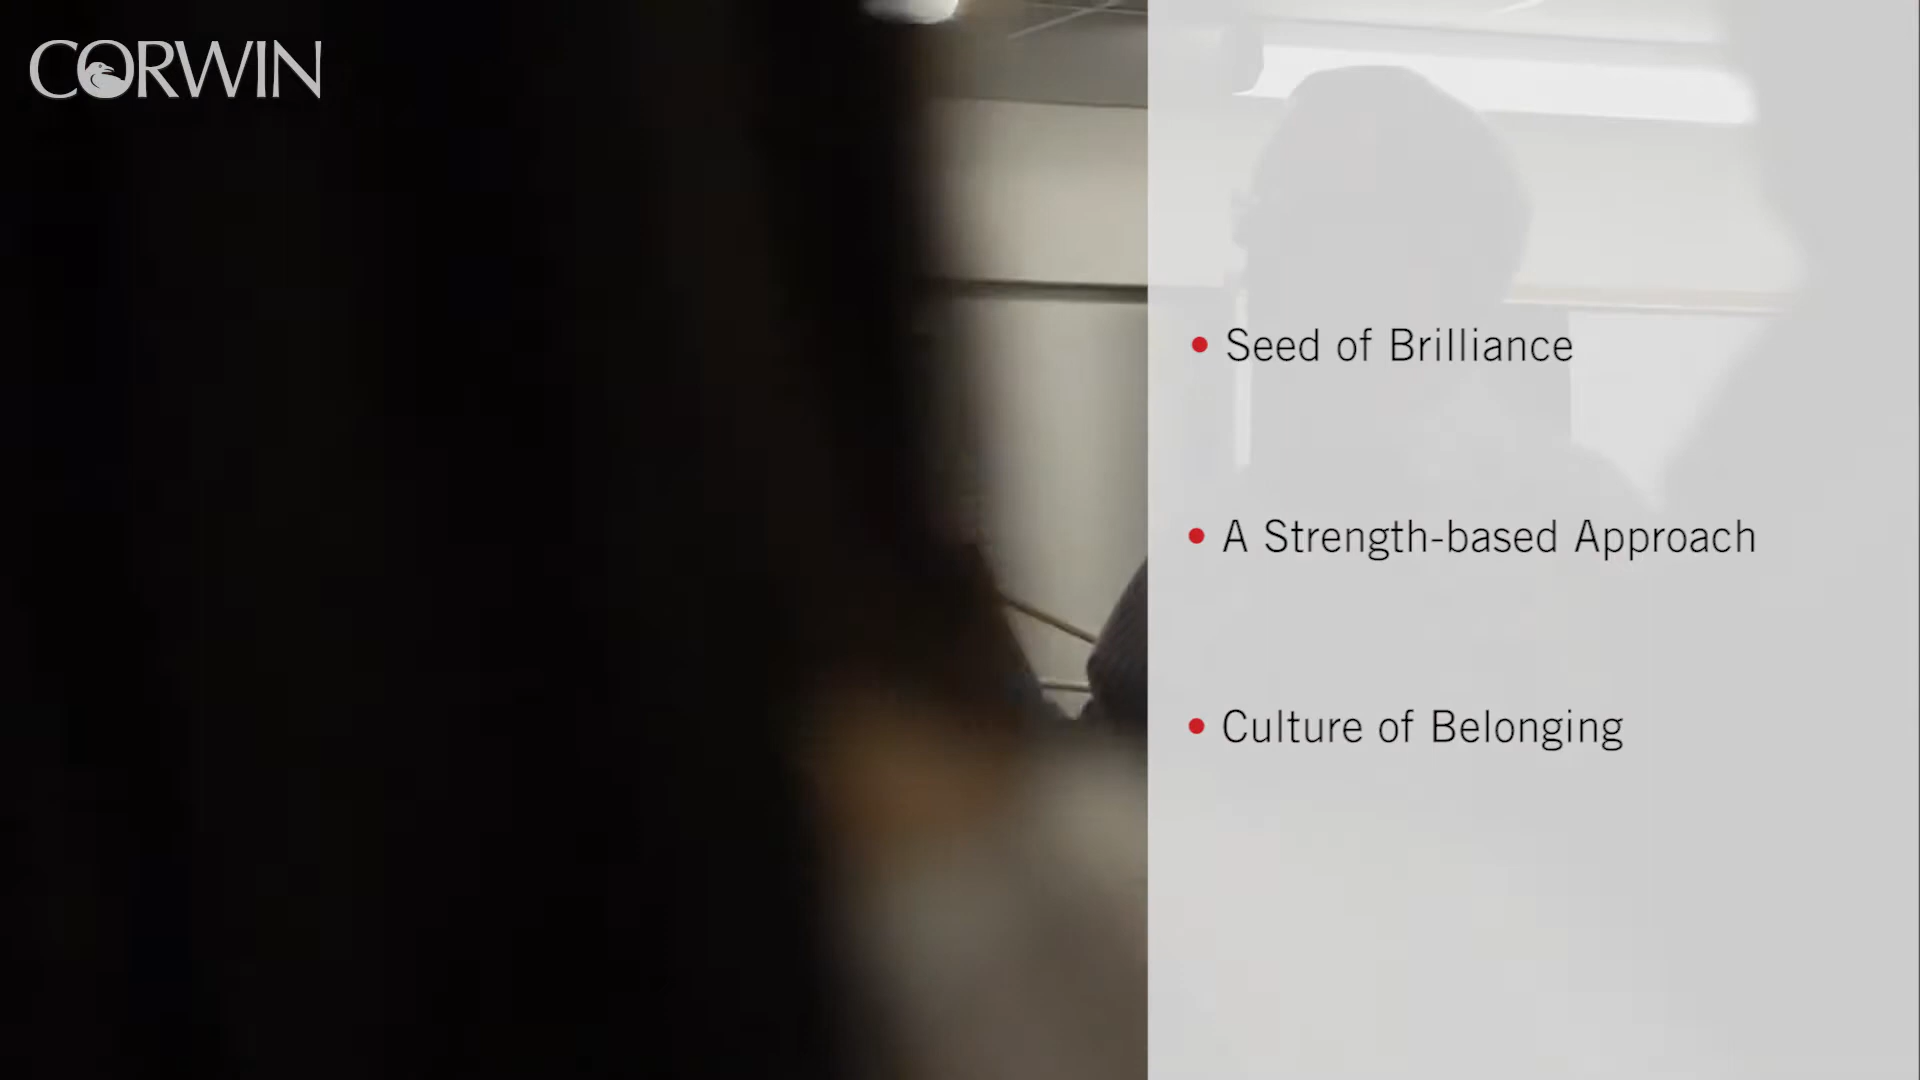 CORWIN
• Seed of Brilliance
• A Strength-based Approach
• Culture of Belonging